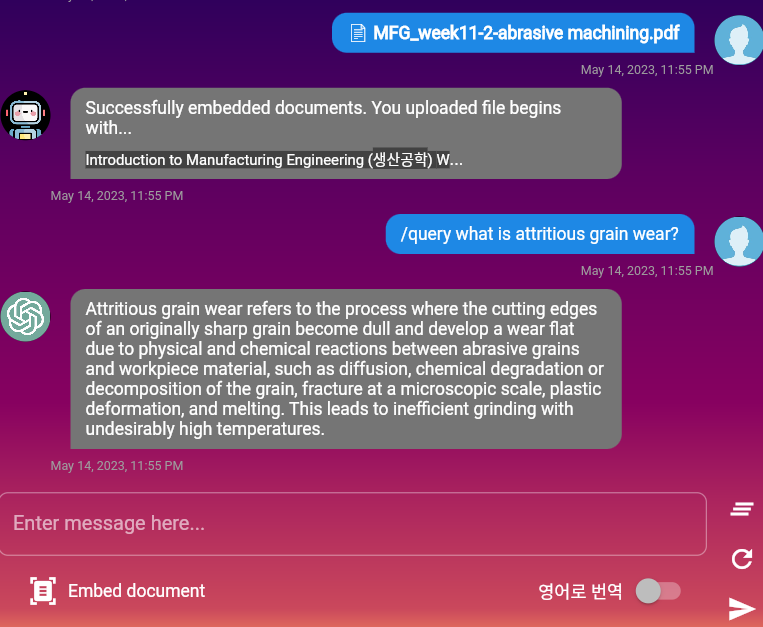 MFG_week11-2-abrasive machining.pdf
May 14, 2023, 11:55 PM
Successfully embedded documents. You uploaded file begins
with...
Introduction to Manufacturing Engineering (생산공학) W...
May 14, 2023, 11:55 PM
/query what is attritious grain wear?
May 14, 2023, 11:55 PM
Attritious grain wear refers to the process where the cutting edges
of an originally sharp grain become dull and develop a wear flat
due to physical and chemical reactions between abrasive grains
and workpiece material, such as diffusion, chemical degradation or
decomposition of the grain, fracture at a microscopic scale, plastic
deformation, and melting. This leads to inefficient grinding with
undesirably high temperatures.
May 14, 2023, 11:55 PM
Enter message here...
Embed document
영어로 번역